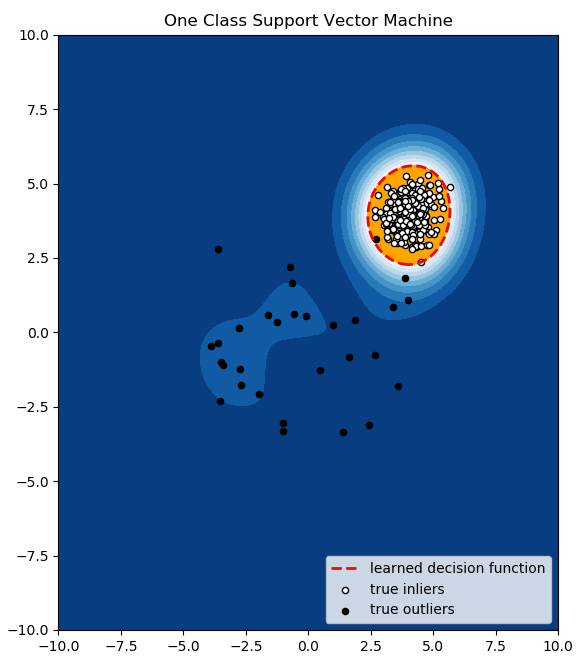 One Class Support Vector Machine
10.0
7.5
5.0
2.5
0.0
−2.5
−5.0
−7.5
−10.0
learned decision function
true inliers
true outliers
−10.0 −7.5 −5.0 −2.5 0.0 2.5 5.0 7.5 10.0